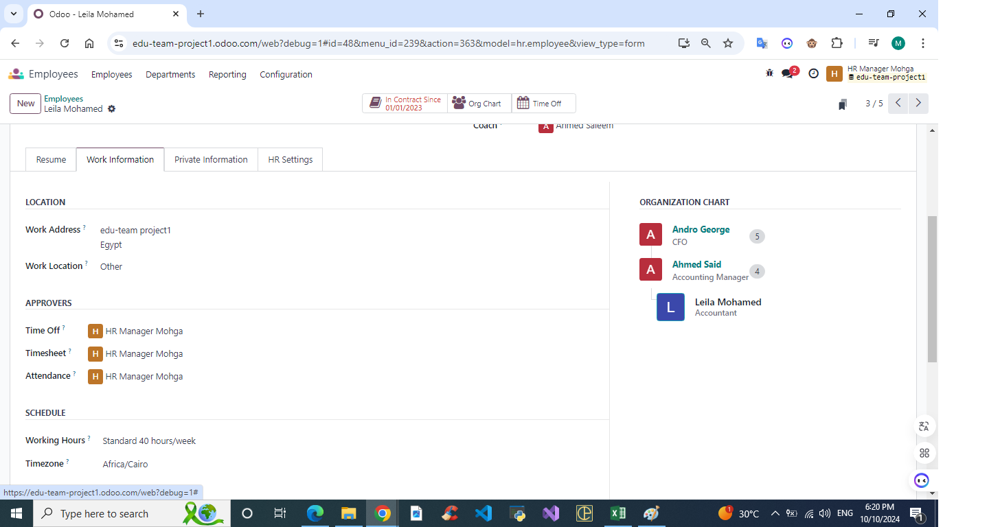 Odoo - Leila Mohamed
edu-team-project1.odoo.com/web?debug=1#id=48&menu_id=239&action=363&model=hr.employee&view_type=form
M
Employees Employees Departments Reporting Configuration
2
H
HR Manager Mohga
edu-team-project1
New
Employees
Leila Mohamed
In Contract Since
01/01/2023
Org Chart
Time Off
3 / 5
Coach ?
A Ahmed Saleem
Resume Work Information Private Information HR Settings
LOCATION
Work Address ? edu-team project1
Egypt
Work Location ? Other
APPROVERS
Time Off ? H HR Manager Mohga
Timesheet ? H HR Manager Mohga
Attendance ? H HR Manager Mohga
SCHEDULE
Working Hours ? Standard 40 hours/week
Timezone ? Africa/Cairo
ORGANIZATION CHART
A Andro George
CFO
5
A Ahmed Said
Accounting Manager
4
L Leila Mohamed
Accountant
https://edu-team-project1.odoo.com/web?debug=1#
Type here to search
1
30°C
ENG
6:20 PM
10/10/2024
1